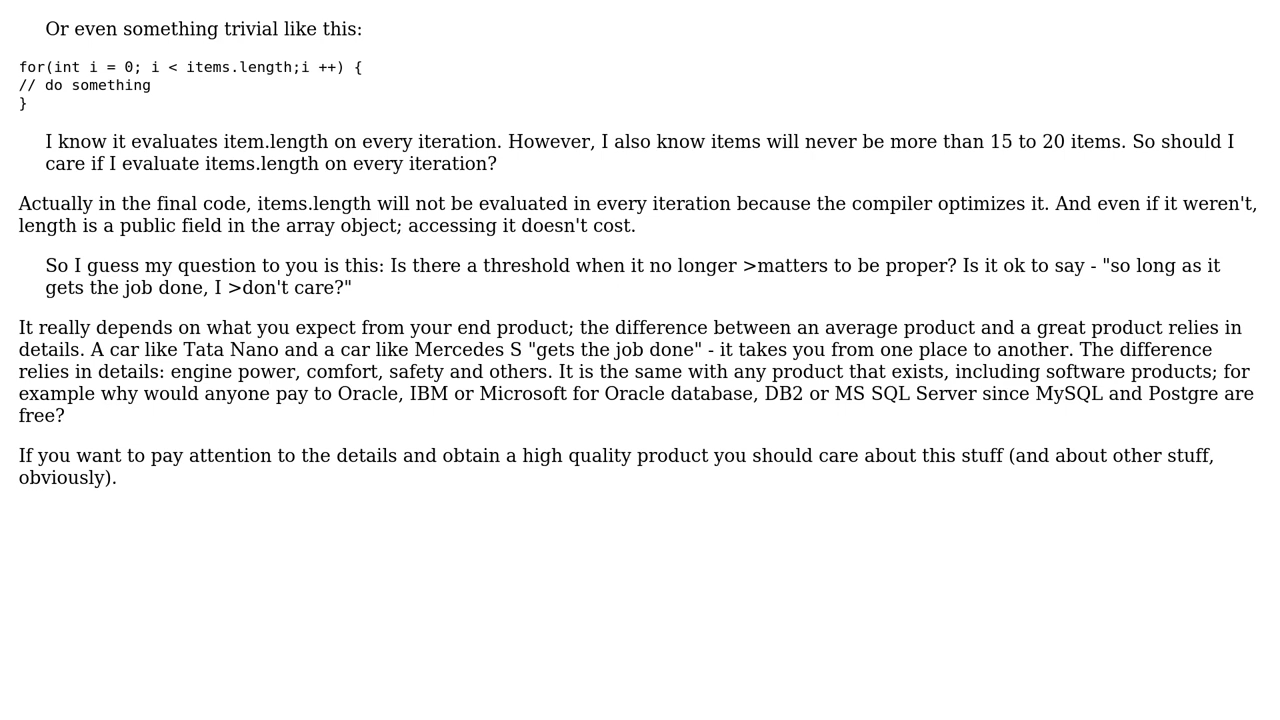 Or even something trivial like this:
for(int i = 0; i < items.length;i ++) {
// do something
}
I know it evaluates item.length on every iteration. However, I also know items will never be more than 15 to 20 items. So should I
care if I evaluate items.length on every iteration?
Actually in the final code, items.length will not be evaluated in every iteration because the compiler optimizes it. And even if it weren't,
length is a public field in the array object; accessing it doesn't cost.
So I guess my question to you is this: Is there a threshold when it no longer >matters to be proper? Is it ok to say - "so long as it
gets the job done, I >don't care?"
It really depends on what you expect from your end product; the difference between an average product and a great product relies in
details. A car like Tata Nano and a car like Mercedes S "gets the job done" - it takes you from one place to another. The difference
relies in details: engine power, comfort, safety and others. It is the same with any product that exists, including software products; for
example why would anyone pay to Oracle, IBM or Microsoft for Oracle database, DB2 or MS SQL Server since MySQL and Postgre are
free?
If you want to pay attention to the details and obtain a high quality product you should care about this stuff (and about other stuff,
obviously).